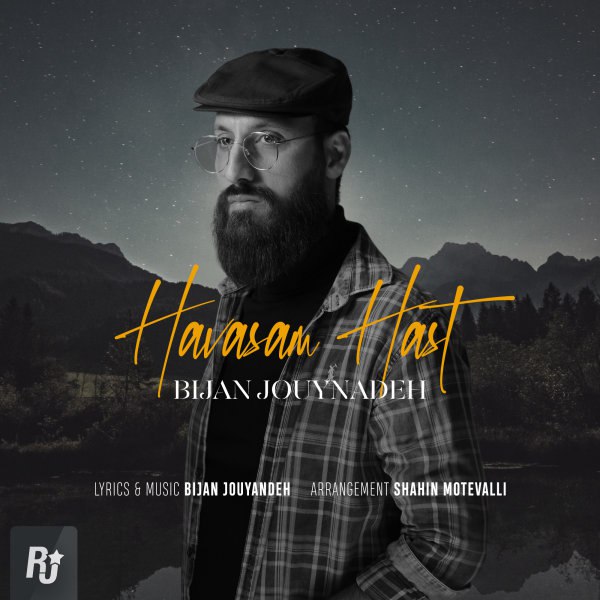 Havasam Hast
BIJAN JOUYNADEH
LYRICS & MUSIC BIJAN JOUYANDEH ARRANGEMENT SHAHIN MOTEVALLI
RJ